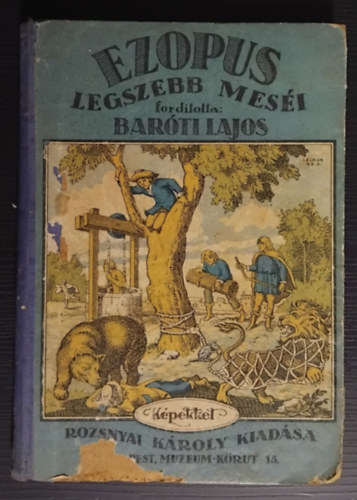 EZOPUS
LEGSZEBB MESÉI
fordította:
BARÓTI LAJOS
Képekkel
ROZSNYAI KÁROLY KIADÁSA
PEST, MUZEUM-KÖRUT 15.